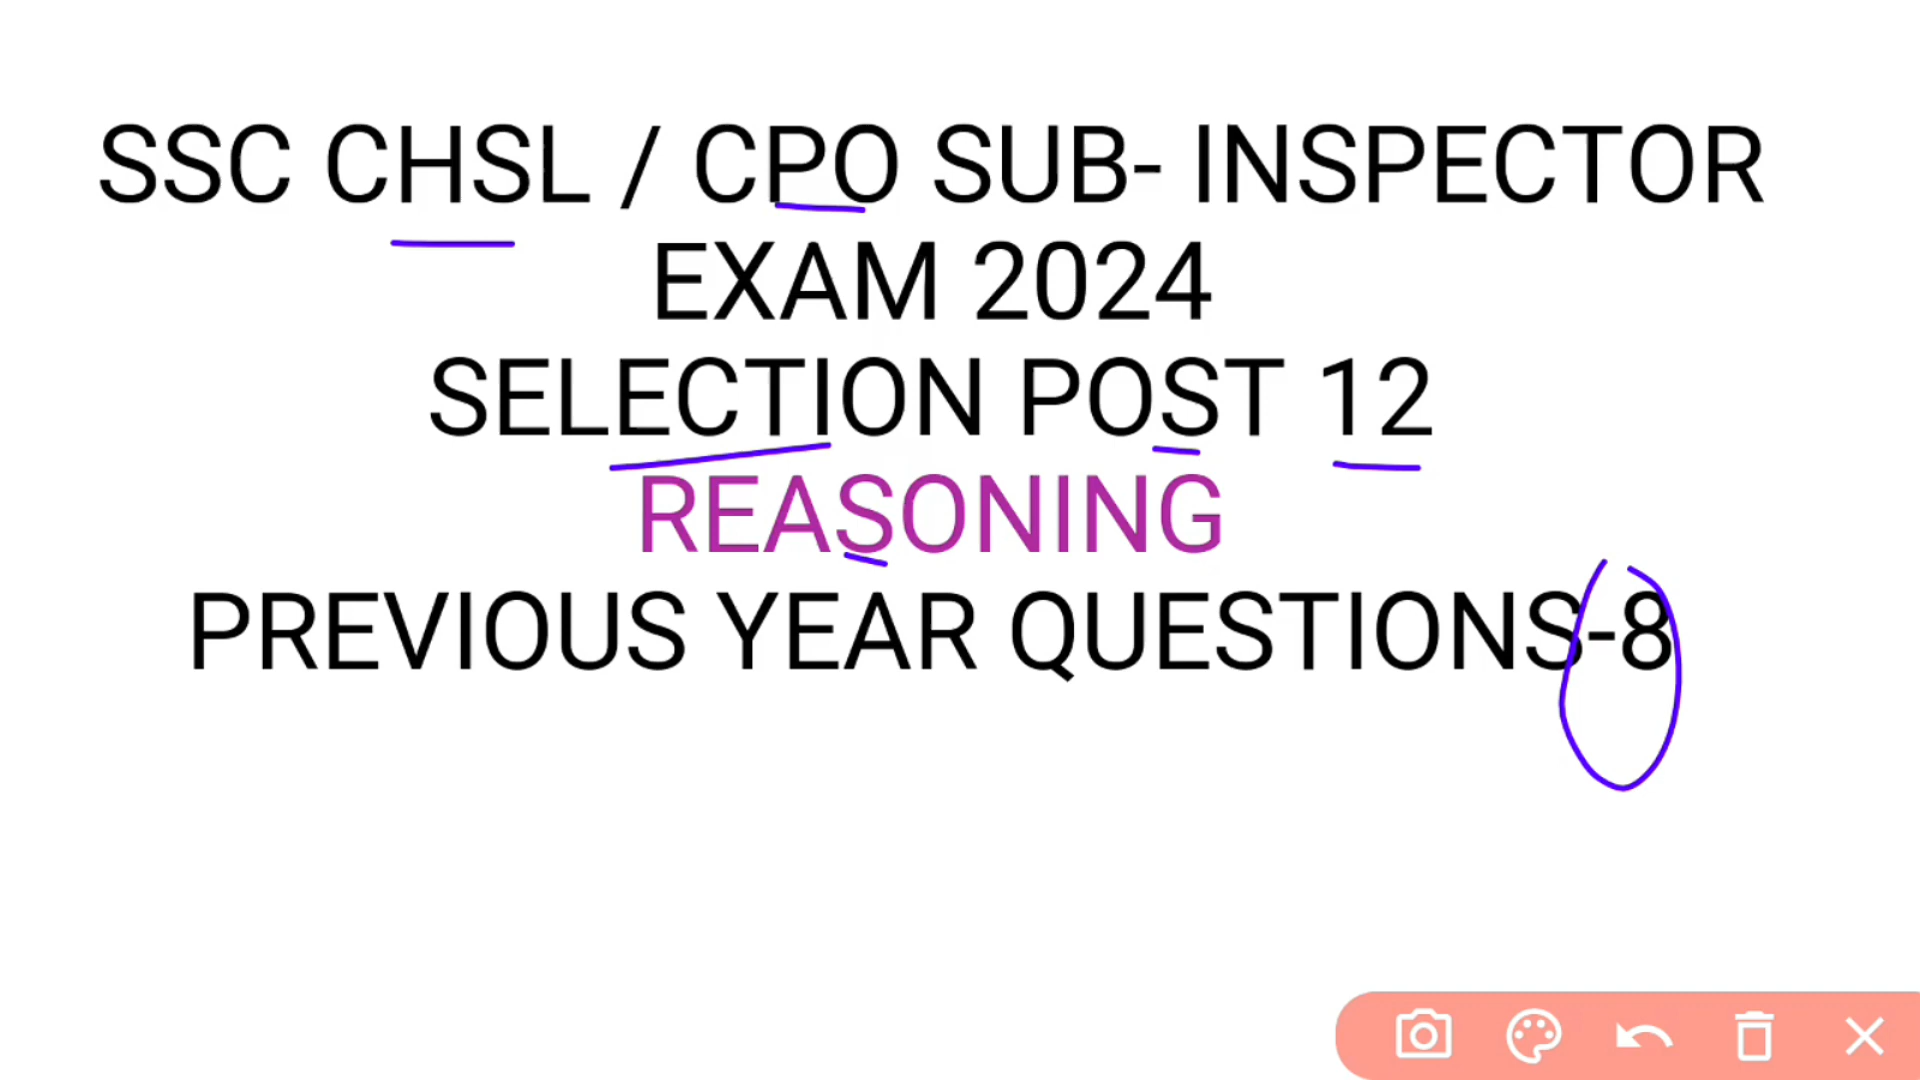 SSC CHSL / CPO SUB- INSPECTOR
EXAM 2024
SELECTION POST 12
REASONING
PREVIOUS YEAR QUESTIONS-8